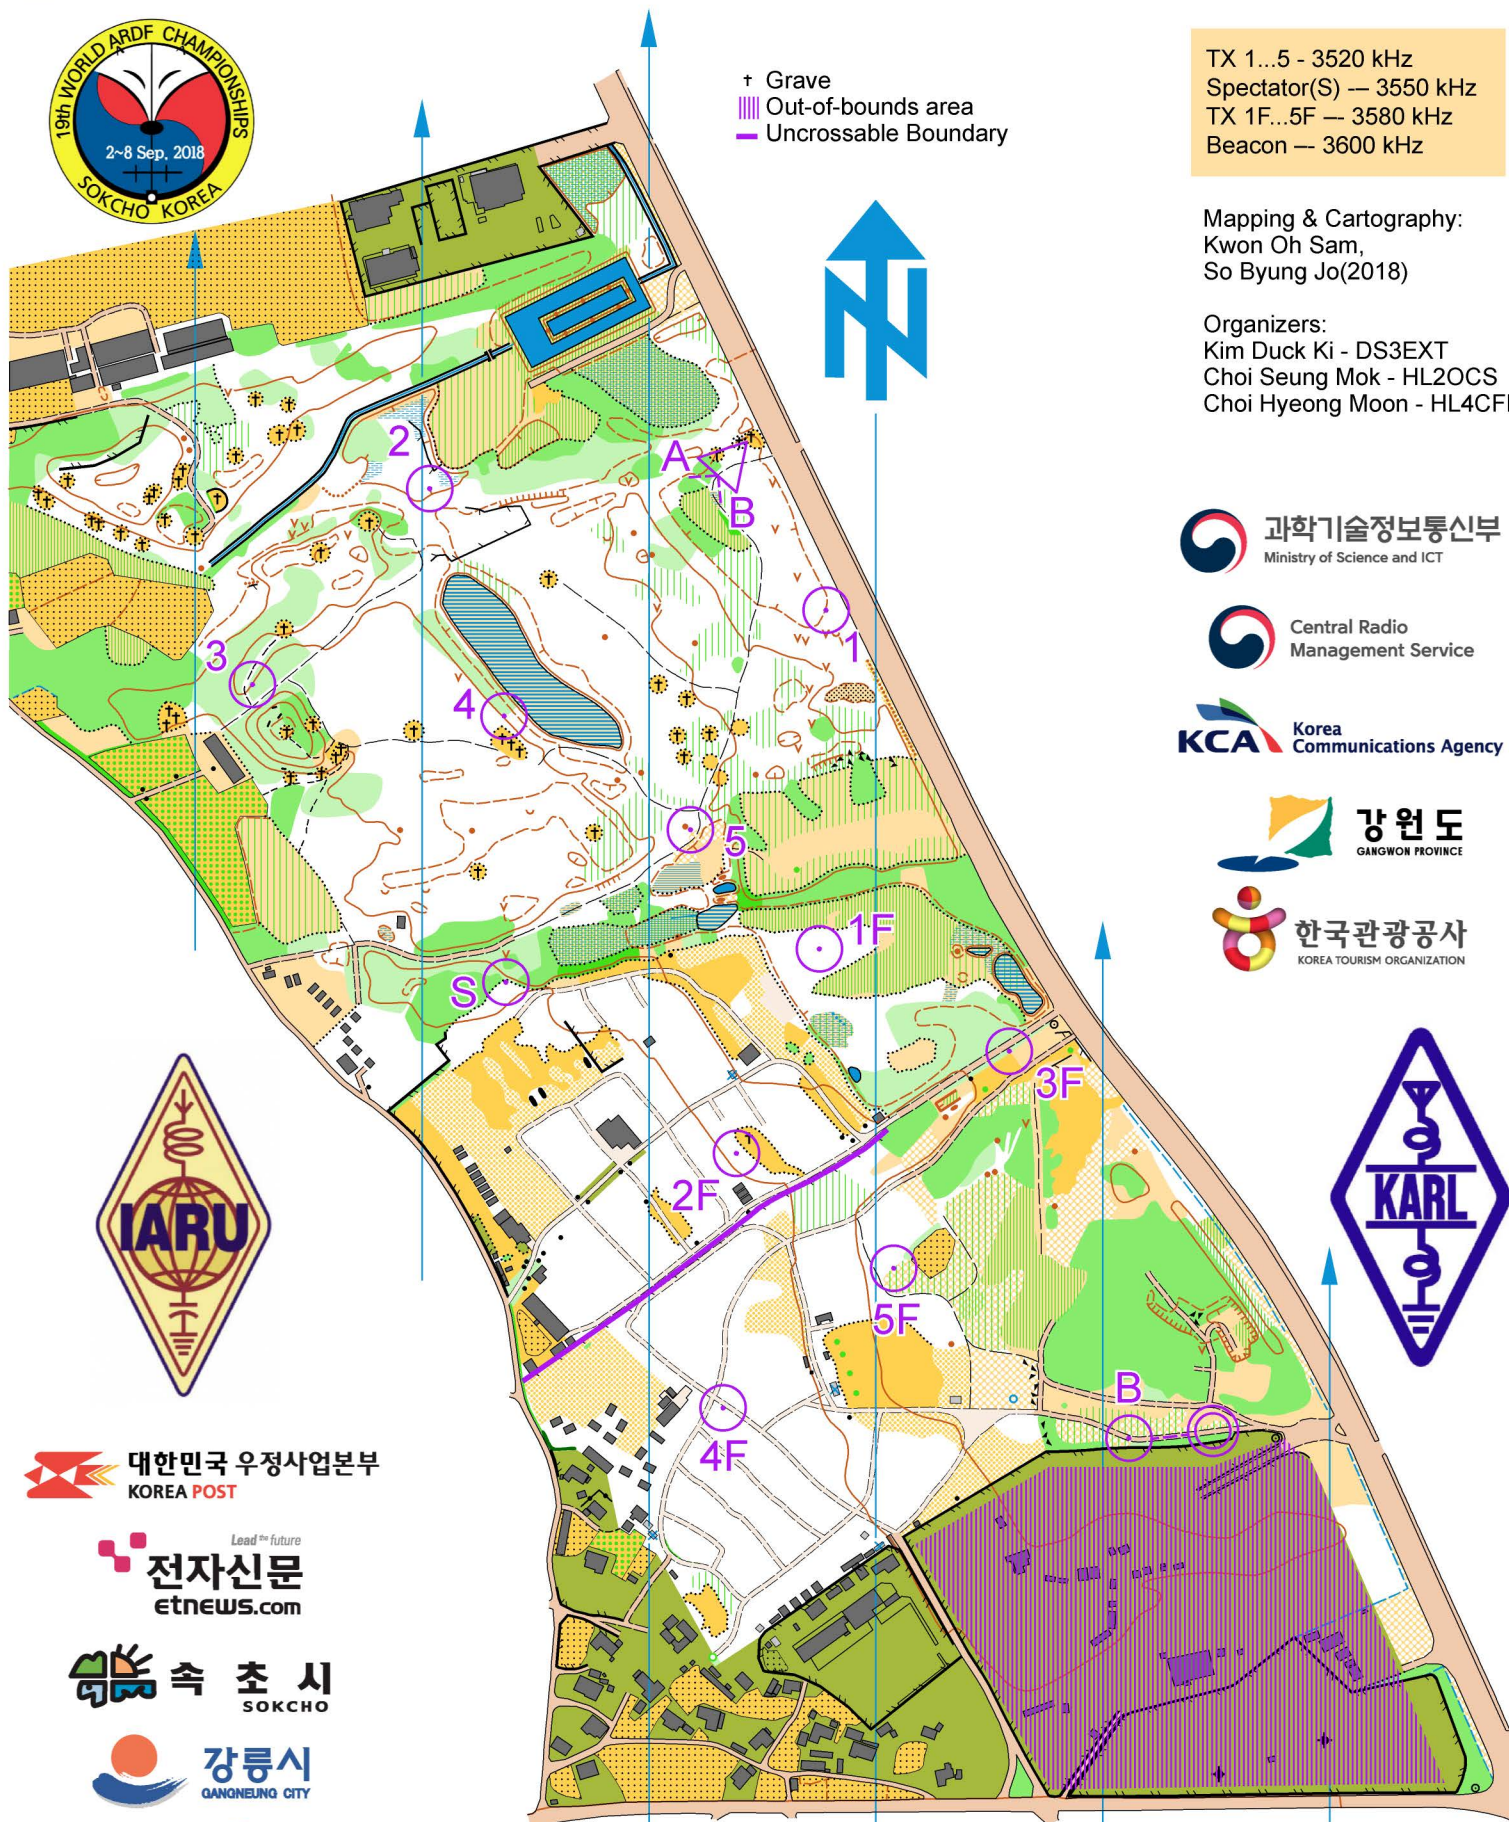 19th WORLD ARDF CHAMPIONSHIPS
2~8 Sep, 2018
SOKCHO KOREA
† Grave
Out-of-bounds area
Uncrossable Boundary
TX 1...5 - 3520 kHz
Spectator(S) -– 3550 kHz
TX 1F...5F –- 3580 kHz
Beacon –- 3600 kHz
Mapping & Cartography:
Kwon Oh Sam,
So Byung Jo(2018)
Organizers:
Kim Duck Ki - DS3EXT
Choi Seung Mok - HL2OCS
Choi Hyeong Moon - HL4CF
N
2
A
B
1
3
4
5
1F
S
3F
2F
5F
B
4F
과학기술정보통신부
Ministry of Science and ICT
Central Radio
Management Service
KCA
Korea
Communications Agency
강원도
GANGWON PROVINCE
한국관광공사
KOREA TOURISM ORGANIZATION
IARU
KARL
대한민국 우정사업본부
KOREA POST
Lead the future
전자신문
etnews.com
속 초 시
SOKCHO
강릉시
GANGNEUNG CITY